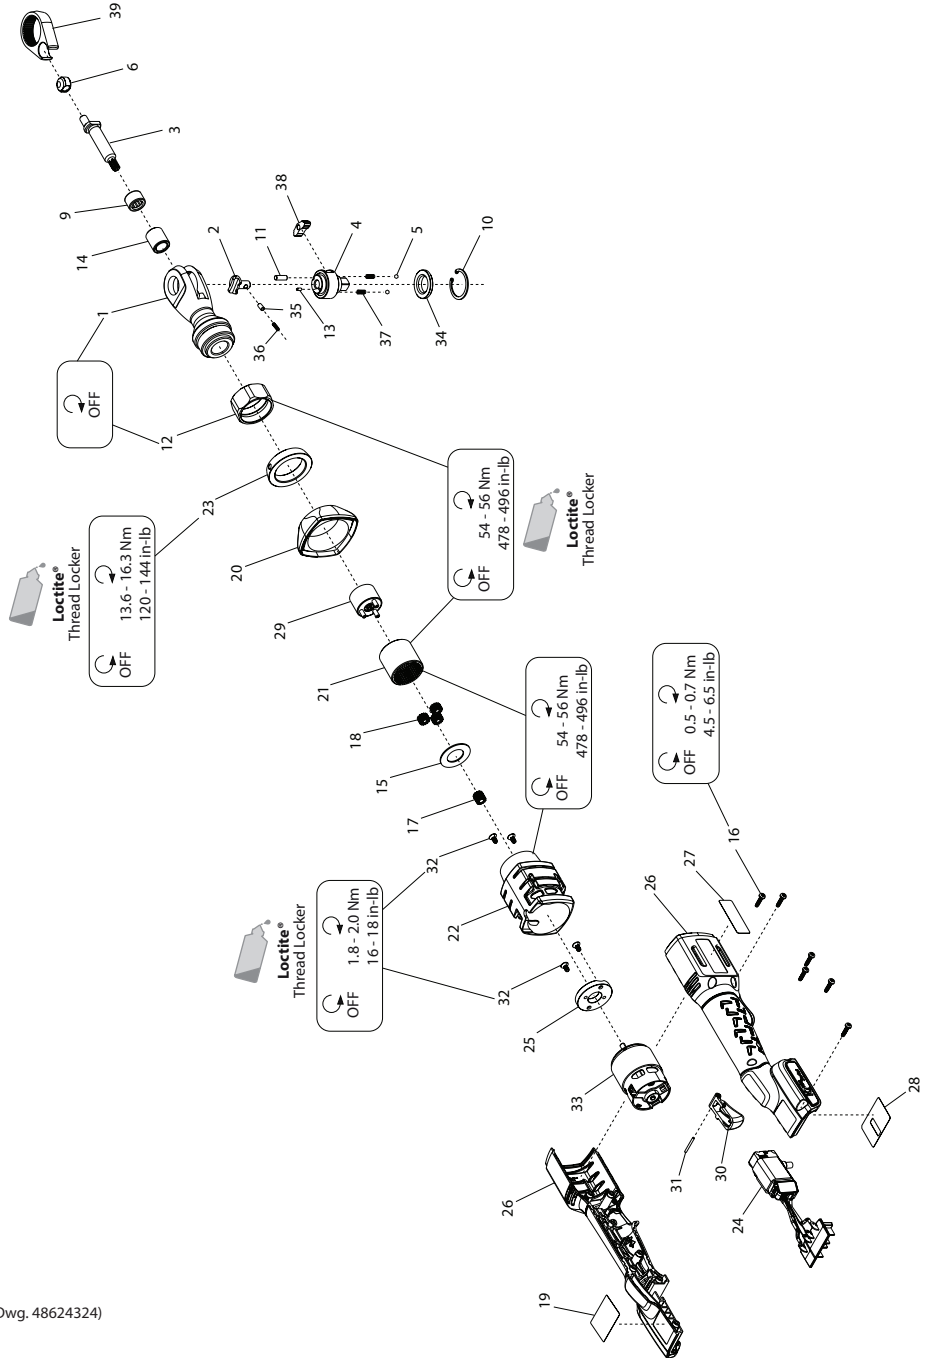 39
6
3
9
14
1
2
11
38
4
5
10
13
35
36
37
34
OFF
12
23
Loctite®
Thread Locker
OFF
13.6 - 16.3 Nm
120 - 144 in-lb
20
OFF
54 - 56 Nm
478 - 496 in-lb
Loctite®
Thread Locker
29
21
18
15
17
OFF
54 - 56 Nm
478 - 496 in-lb
OFF
0.5 - 0.7 Nm
4.5 - 6.5 in-lb
16
27
26
32
22
Loctite®
Thread Locker
OFF
1.8 - 2.0 Nm
16 - 18 in-lb
32
25
33
28
30
31
24
26
19
Dwg. 48624324)